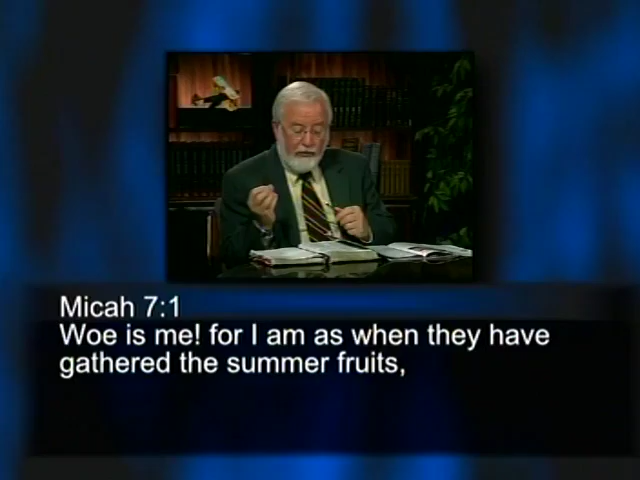 Micah 7:1
Woe is me! for I am as when they have
gathered the summer fruits,